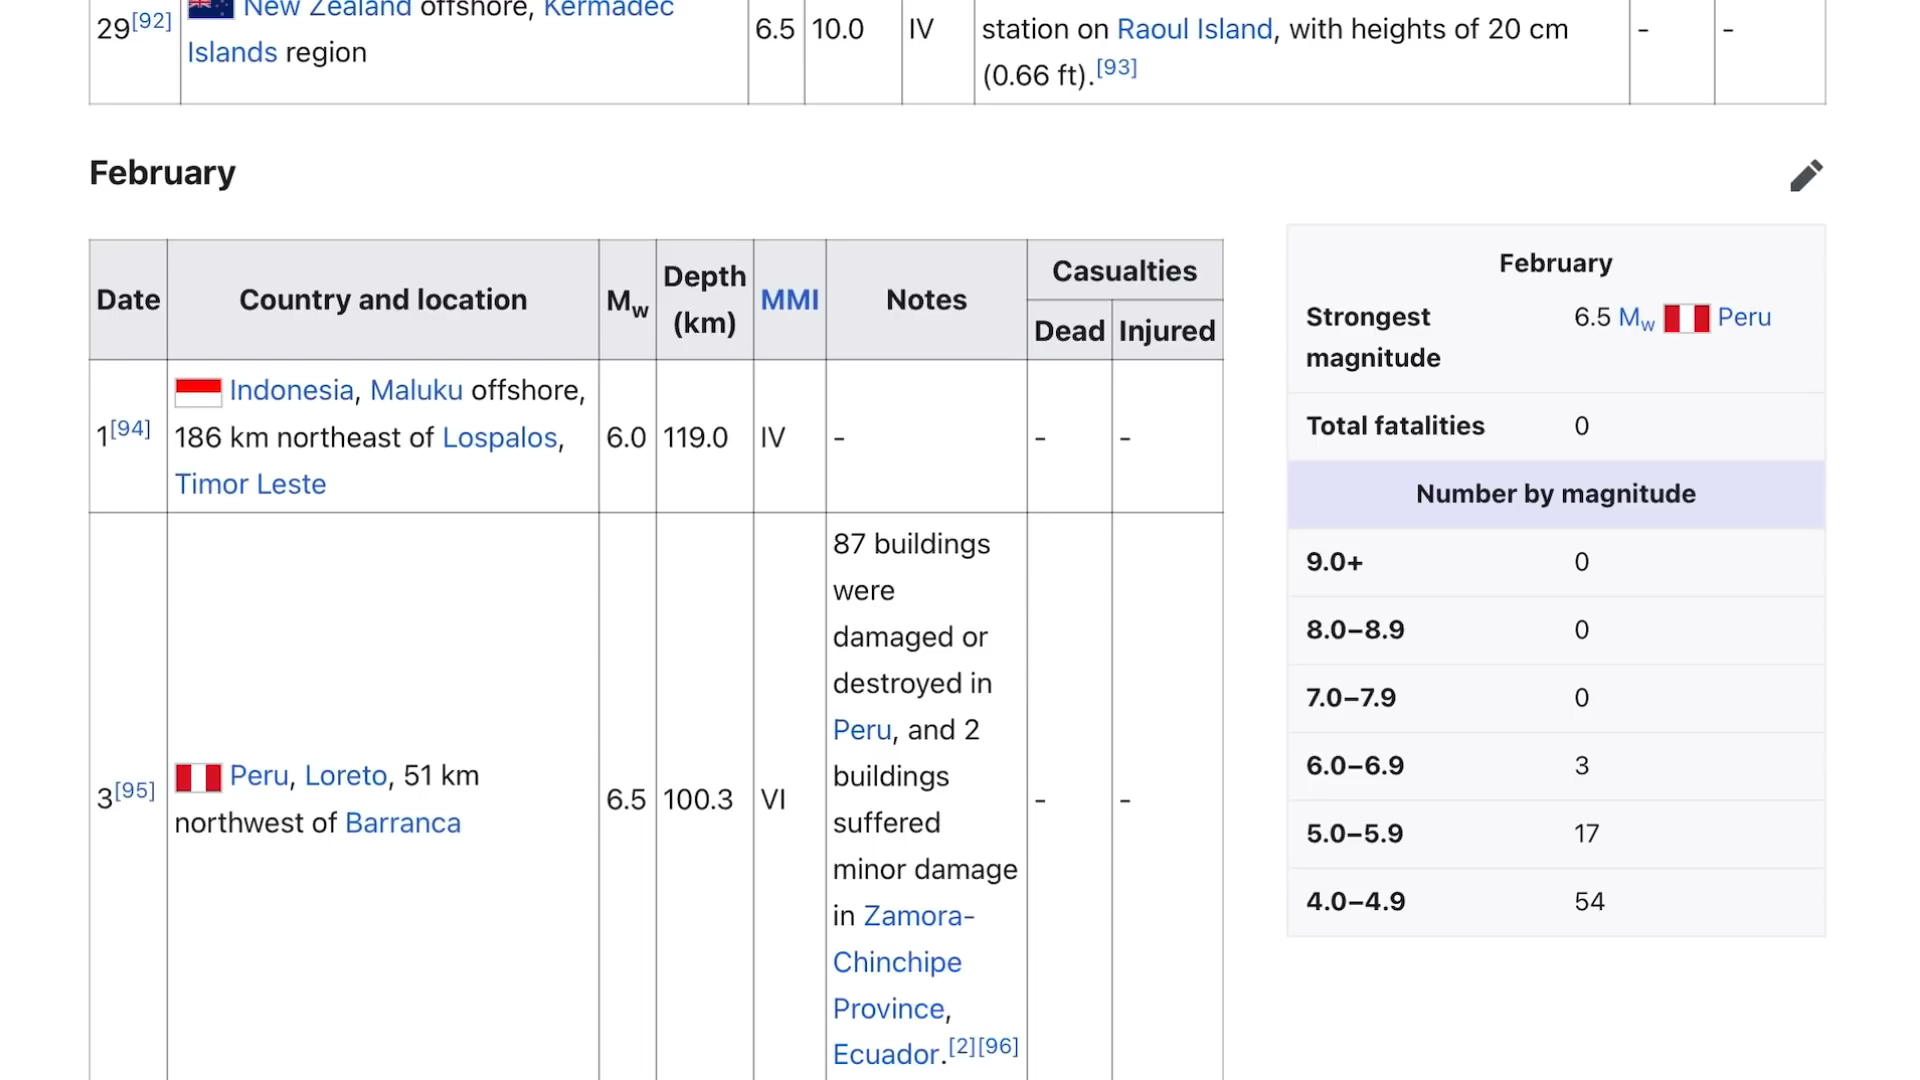 29[92]
New Zealand offshore, Kermadec
Islands region
6.5
10.0
IV
station on Raoul Island, with heights of 20 cm
(0.66 ft).[93]
-
-
February
Date
Country and location
Mw
Depth
(km)
MMI
Notes
Casualties
Dead
Injured
1[94]
Indonesia, Maluku offshore,
186 km northeast of Lospalos,
Timor Leste
6.0
119.0
IV
-
-
-
3[95]
Peru, Loreto, 51 km
northwest of Barranca
6.5
100.3
VI
87 buildings
were
damaged or
destroyed in
Peru, and 2
buildings
suffered
minor damage
in Zamora-
Chinchipe
Province,
Ecuador.[2][96]
-
-
February
Strongest
magnitude
6.5 Mw Peru
Total fatalities
0
Number by magnitude
9.0+
0
8.0–8.9
0
7.0–7.9
0
6.0–6.9
3
5.0–5.9
17
4.0–4.9
54